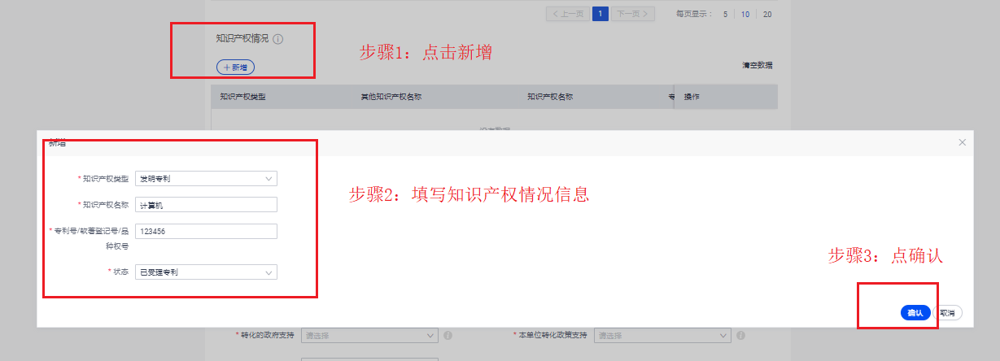 上一页 1 下一页 每页显示： 5 10 20
知识产权情况
步骤1：点击新增
+ 新增
清空数据
知识产权类型 其他知识产权名称 知识产权名称 专 操作
新增
* 知识产权类型 发明专利
步骤2：填写知识产权情况信息
* 知识产权名称 计算机
* 专利号/软著登记号/品
种权号
123456
步骤3：点确认
* 状态 已受理专利
确认 取消
* 转化的政府支持 请选择 * 本单位转化政策支持 请选择